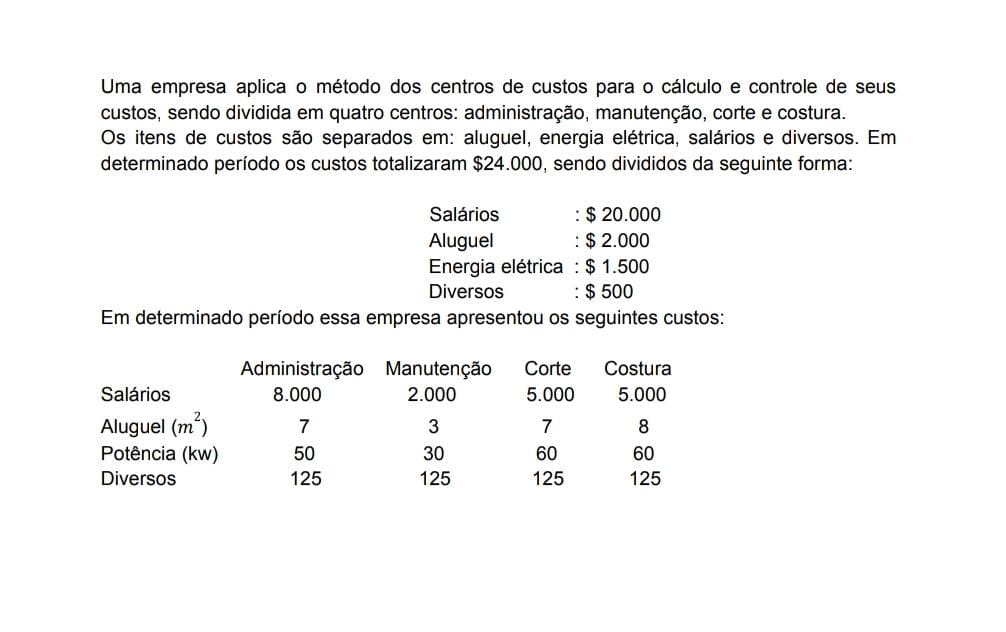 Uma empresa aplica o método dos centros de custos para o cálculo e controle de seus
custos, sendo dividida em quatro centros: administração, manutenção, corte e costura.
Os itens de custos são separados em: aluguel, energia elétrica, salários e diversos. Em
determinado período os custos totalizaram $24.000, sendo divididos da seguinte forma:
Salários : $ 20.000
Aluguel : $ 2.000
Energia elétrica : $ 1.500
Diversos : $ 500
Em determinado período essa empresa apresentou os seguintes custos:
Administração Manutenção Corte Costura
Salários 8.000 2.000 5.000 5.000
Aluguel (m²) 7 3 7 8
Potência (kw) 50 30 60 60
Diversos 125 125 125 125